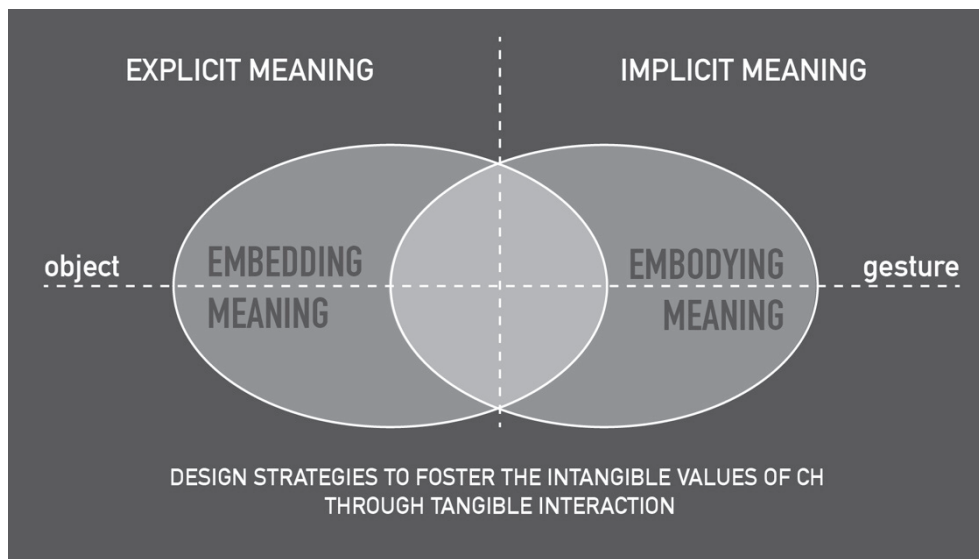 EXPLICIT MEANING
IMPLICIT MEANING
object
EMBEDDING
MEANING
EMBODYING
MEANING
gesture
DESIGN STRATEGIES TO FOSTER THE INTANGIBLE VALUES OF CH
THROUGH TANGIBLE INTERACTION